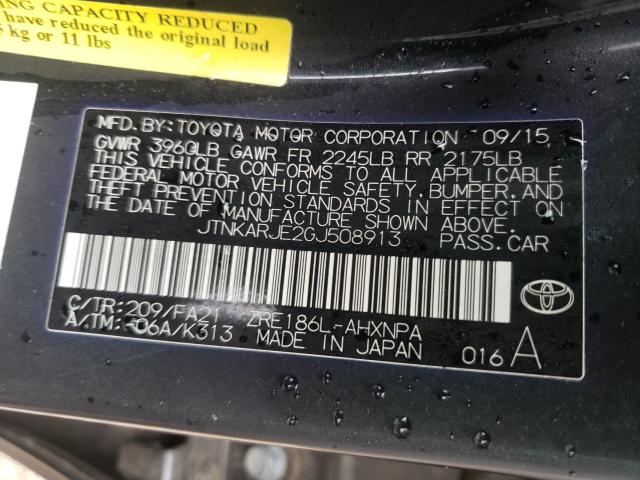 ING CAPACITY REDUCED
have reduced the original load
kg or 11 lbs
MFD. BY: TOYOTA MOTOR CORPORATION 09/15
GVWR 3960LB GAWR FR 2245LB RR 2175LB
THIS VEHICLE CONFORMS TO ALL APPLICABLE
FEDERAL MOTOR VEHICLE SAFETY, BUMPER, AND
THEFT PREVENTION STANDARDS IN EFFECT ON
THE DATE OF MANUFACTURE SHOWN ABOVE.
JTNKARJE2GJ508913 PASS.CAR
C/TR: 209/FA21 ZRE186L-AHXNPA
A/TM: -06A/K313 MADE IN JAPAN
016 A